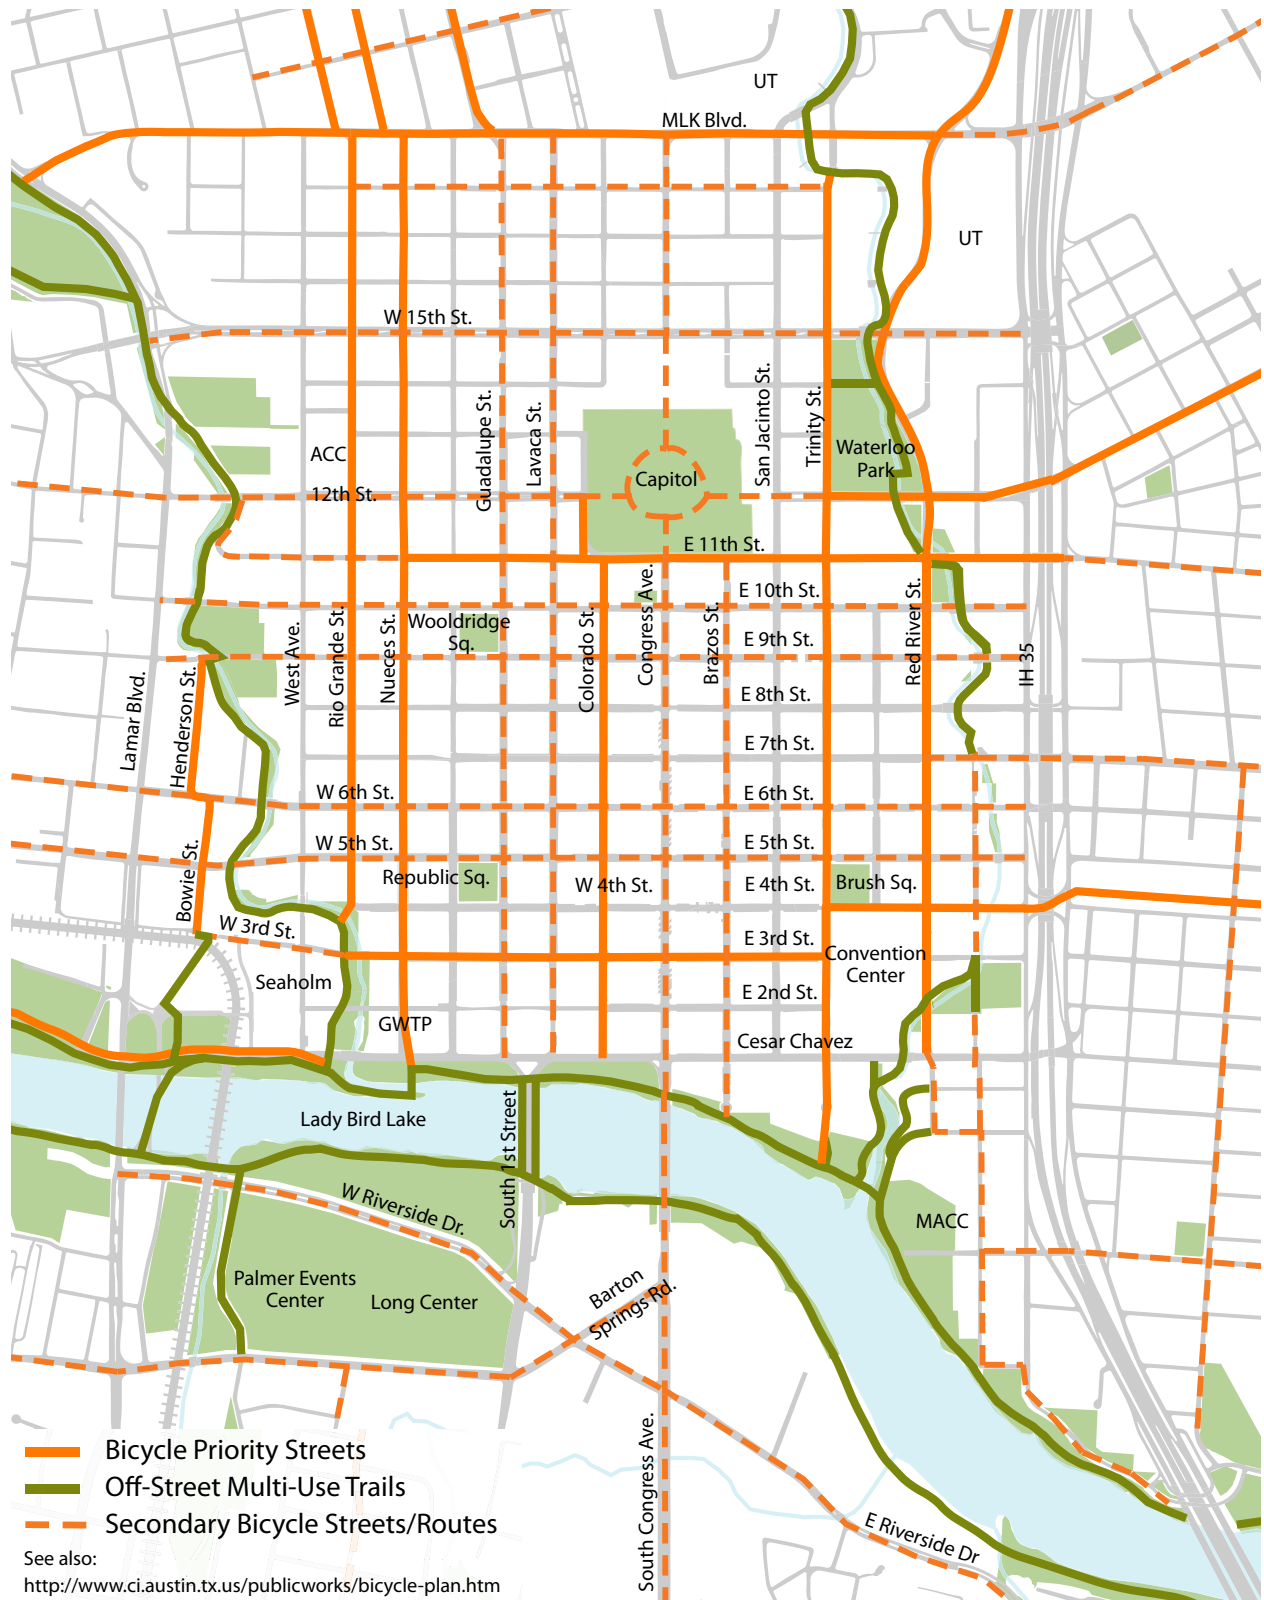 UT
MLK Blvd.
UT
W 15th St.
Guadalupe St.
Lavaca St.
San Jacinto St.
Trinity St.
ACC
Waterloo
Park
Capitol
12th St.
E 11th St.
Congress Ave.
E 10th St.
Wooldridge
Sq.
West Ave.
Rio Grande St.
Nueces St.
Colorado St.
Brazos St.
E 9th St.
Red River St.
IH 35
Lamar Blvd.
Henderson St.
E 8th St.
E 7th St.
W 6th St.
E 6th St.
W 5th St.
E 5th St.
Bowie St.
Republic Sq.
W 4th St.
E 4th St.
Brush Sq.
W 3rd St.
E 3rd St.
Convention
Center
Seaholm
E 2nd St.
GWTP
Cesar Chavez
Lady Bird Lake
South 1st Street
W Riverside Dr.
MACC
Palmer Events
Center
Long Center
Barton
Springs Rd.
South Congress Ave.
E Riverside Dr
Bicycle Priority Streets
Off-Street Multi-Use Trails
Secondary Bicycle Streets/Routes
See also:
http://www.ci.austin.tx.us/publicworks/bicycle-plan.htm